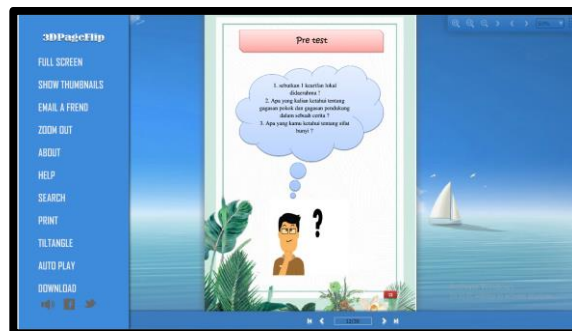 3DPageFlip
FULL SCREEN
SHOW THUMBNAILS
EMAIL A FREND
ZOOM OUT
ABOUT
HELP
SEARCH
PRINT
TILTANGLE
AUTO PLAY
DOWNLOAD
Pre test
1. sebutkan 1 kearifan lokal
didaerahmu ?
2. Apa yang kalian ketahui tentang
gagasan pokok dan gagasan pendukung
dalam sebuah cerita ?
3. Apa yang kamu ketahui tentang sifat
bunyi ?
?